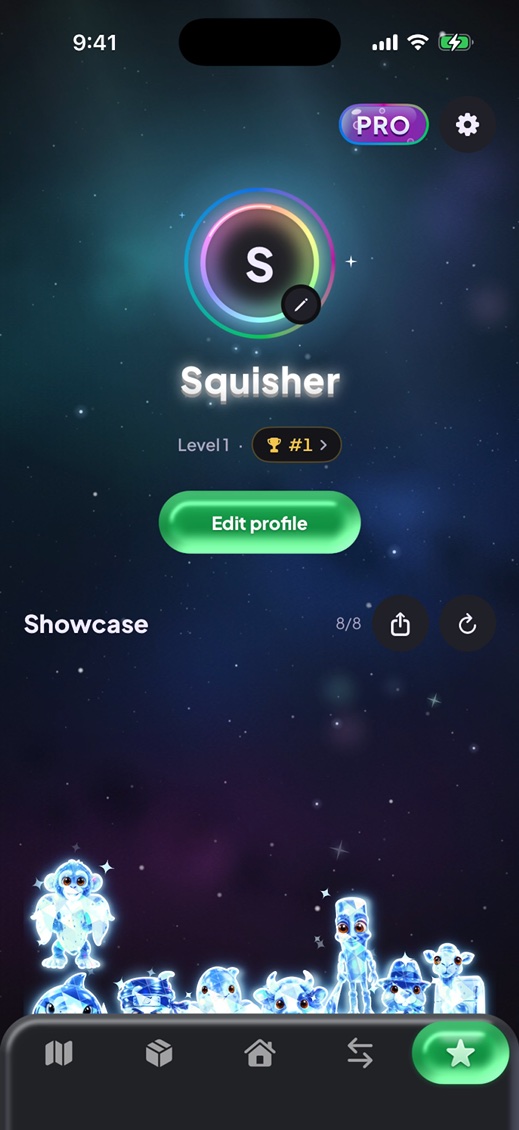 9:41
PRO
S
Squisher
Level 1 · #1
Edit profile
Showcase 8/8